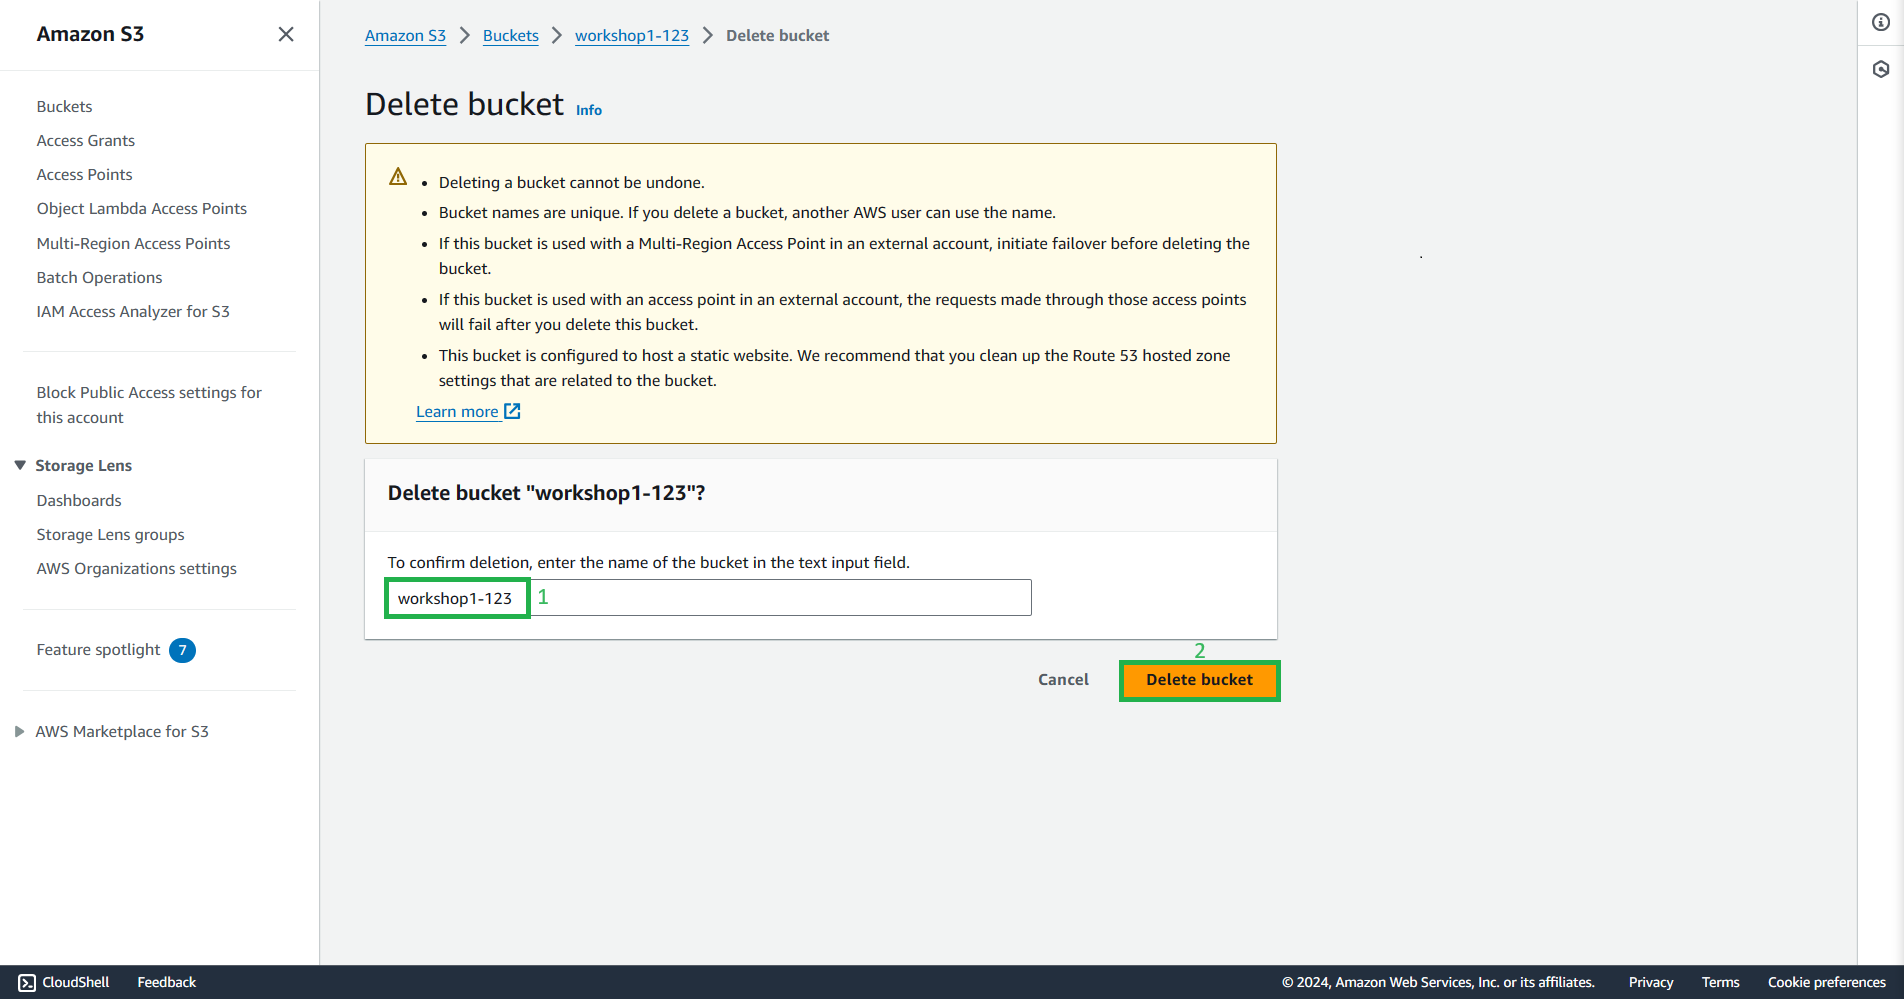 Amazon S3
Buckets
Access Grants
Access Points
Object Lambda Access Points
Multi-Region Access Points
Batch Operations
IAM Access Analyzer for S3
Block Public Access settings for
this account
Storage Lens
Dashboards
Storage Lens groups
AWS Organizations settings
Feature spotlight 7
AWS Marketplace for S3
Amazon S3 > Buckets > workshop1-123 > Delete bucket
Delete bucket Info
• Deleting a bucket cannot be undone.
• Bucket names are unique. If you delete a bucket, another AWS user can use the name.
• If this bucket is used with a Multi-Region Access Point in an external account, initiate failover before deleting the
bucket.
• If this bucket is used with an access point in an external account, the requests made through those access points
will fail after you delete this bucket.
• This bucket is configured to host a static website. We recommend that you clean up the Route 53 hosted zone
settings that are related to the bucket.
Learn more
Delete bucket "workshop1-123"?
To confirm deletion, enter the name of the bucket in the text input field.
workshop1-123 1
2
Cancel Delete bucket
CloudShell Feedback © 2024, Amazon Web Services, Inc. or its affiliates. Privacy Terms Cookie preferences